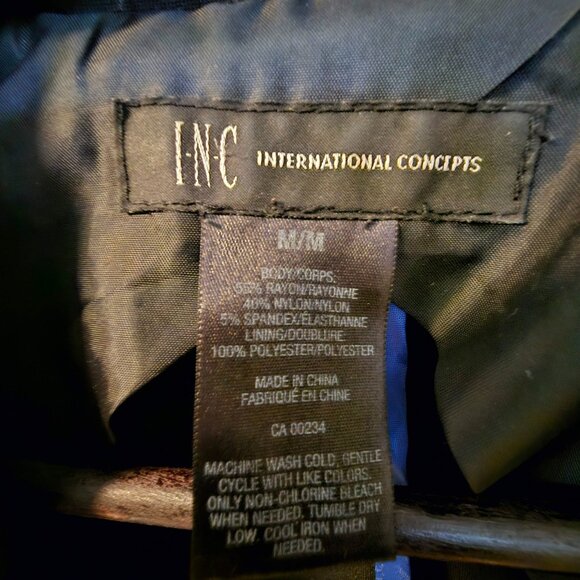 I·N·C INTERNATIONAL CONCEPTS
M/M
BODY/CORPS:
55% RAYON/RAYONNE
40% NYLON/NYLON
5% SPANDEX/ÉLASTHANNE
LINING/DOUBLURE
100% POLYESTER/POLYESTER
MADE IN CHINA
FABRIQUÉ EN CHINE
CA 00234
MACHINE WASH COLD, GENTLE
CYCLE WITH LIKE COLORS.
ONLY NON-CHLORINE BLEACH
WHEN NEEDED. TUMBLE DRY
LOW. COOL IRON WHEN
NEEDED.